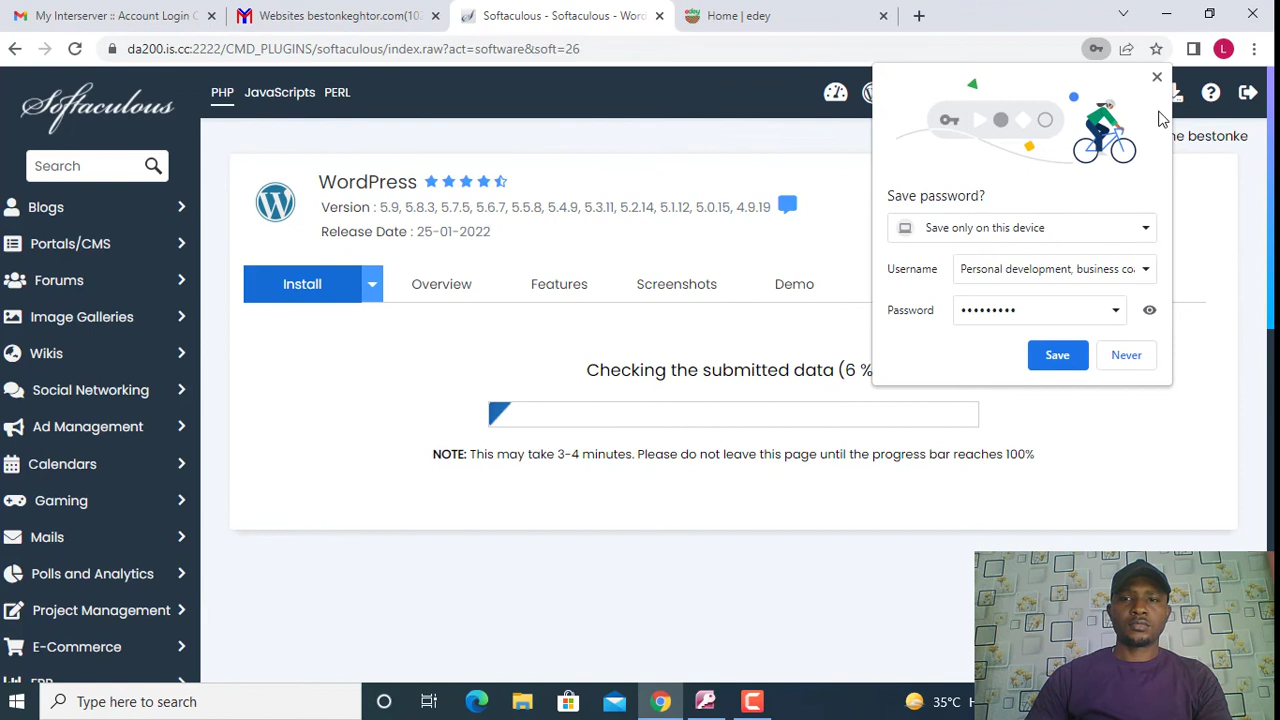 My Interserver :: Account Login C
Websites bestonkeghtor.com(10
Softaculous - Softaculous - Wor
Home | edey
da200.is.cc:2222/CMD_PLUGINS/softaculous/index.raw?act=software&soft=26
L
Softaculous
PHP
JavaScripts
PERL
me bestonke
Search
Blogs
Portals/CMS
Forums
Image Galleries
Wikis
Social Networking
Ad Management
Calendars
Gaming
Mails
Polls and Analytics
Project Management
E-Commerce
WordPress
Version : 5.9, 5.8.3, 5.7.5, 5.6.7, 5.5.8, 5.4.9, 5.3.11, 5.2.14, 5.1.12, 5.0.15, 4.9.19
Release Date : 25-01-2022
Install
Overview
Features
Screenshots
Demo
Checking the submitted data (6 %
NOTE: This may take 3-4 minutes. Please do not leave this page until the progress bar reaches 100%
Save password?
Save only on this device
Username
Personal development, business co
Password
•••••••••
Save
Never
Type here to search
35°C